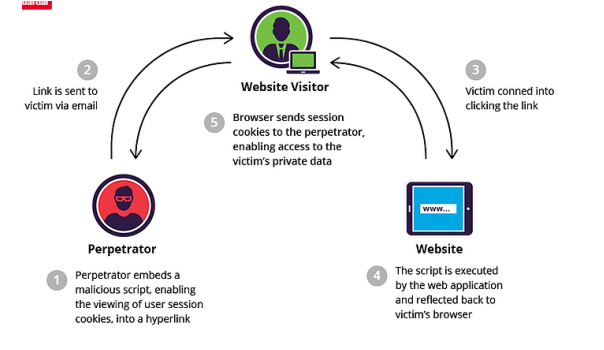 2
Link is sent to
victim via email
Website Visitor
3
Victim conned into
clicking the link
5
Browser sends session
cookies to the perpetrator,
enabling access to the
victim's private data
www...
Perpetrator
Website
1
Perpetrator embeds a
malicious script, enabling
the viewing of user session
cookies, into a hyperlink
4
The script is executed
by the web application
and reflected back to
victim's browser